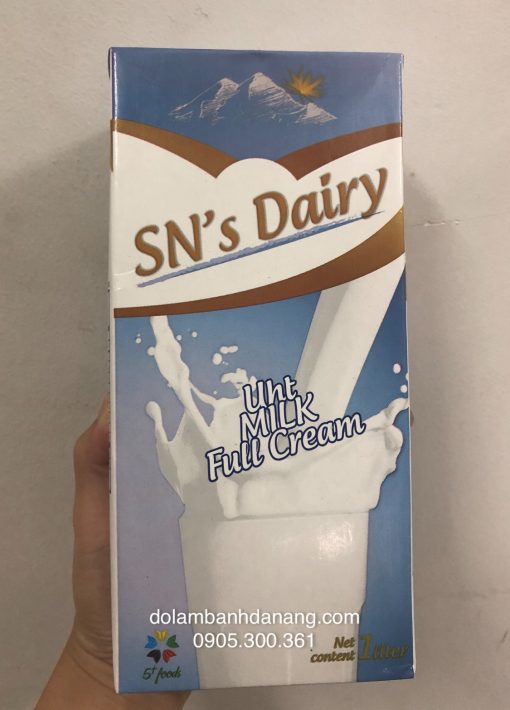 SN's Dairy
Uht
MILK
Full Cream
dolambanhdanang.com
0905.300.361
5+ foods
Net
content 1 liter